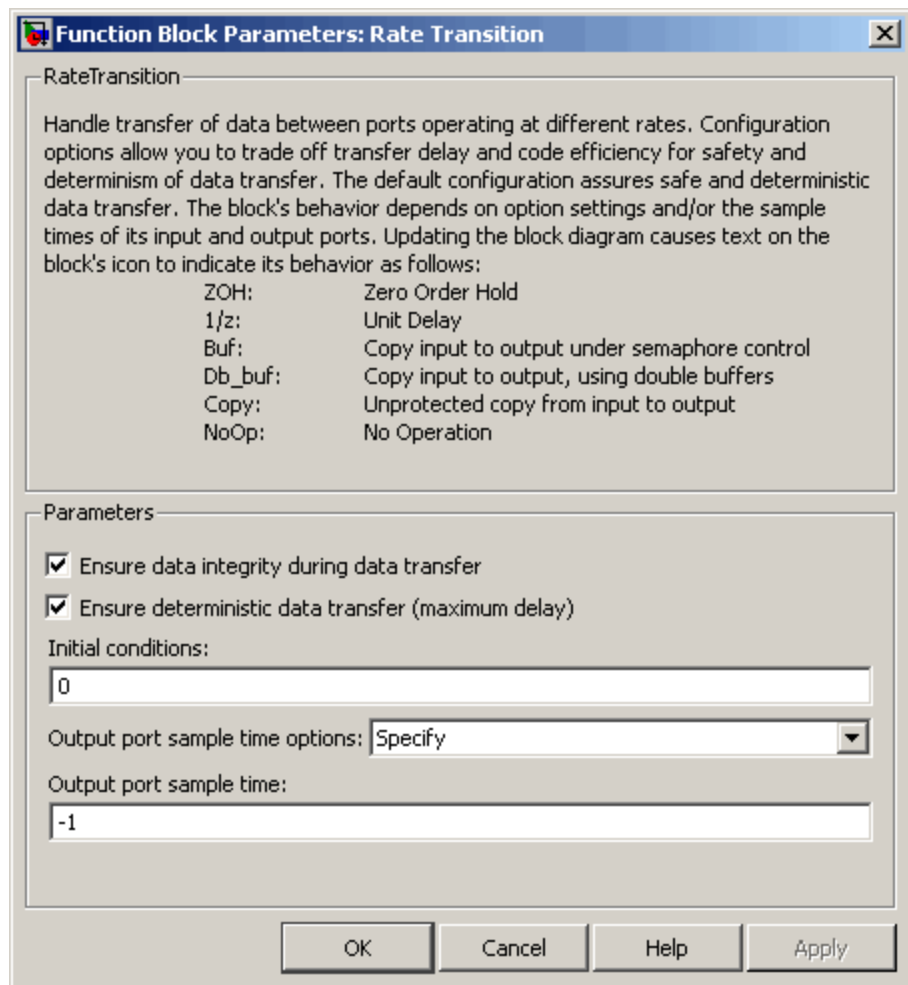 Function Block Parameters: Rate Transition
RateTransition
Handle transfer of data between ports operating at different rates. Configuration
options allow you to trade off transfer delay and code efficiency for safety and
determinism of data transfer. The default configuration assures safe and deterministic
data transfer. The block's behavior depends on option settings and/or the sample
times of its input and output ports. Updating the block diagram causes text on the
block's icon to indicate its behavior as follows:
ZOH: Zero Order Hold
1/z: Unit Delay
Buf: Copy input to output under semaphore control
Db_buf: Copy input to output, using double buffers
Copy: Unprotected copy from input to output
NoOp: No Operation
Parameters
Ensure data integrity during data transfer
Ensure deterministic data transfer (maximum delay)
Initial conditions:
0
Output port sample time options: Specify
Output port sample time:
-1
OK Cancel Help Apply